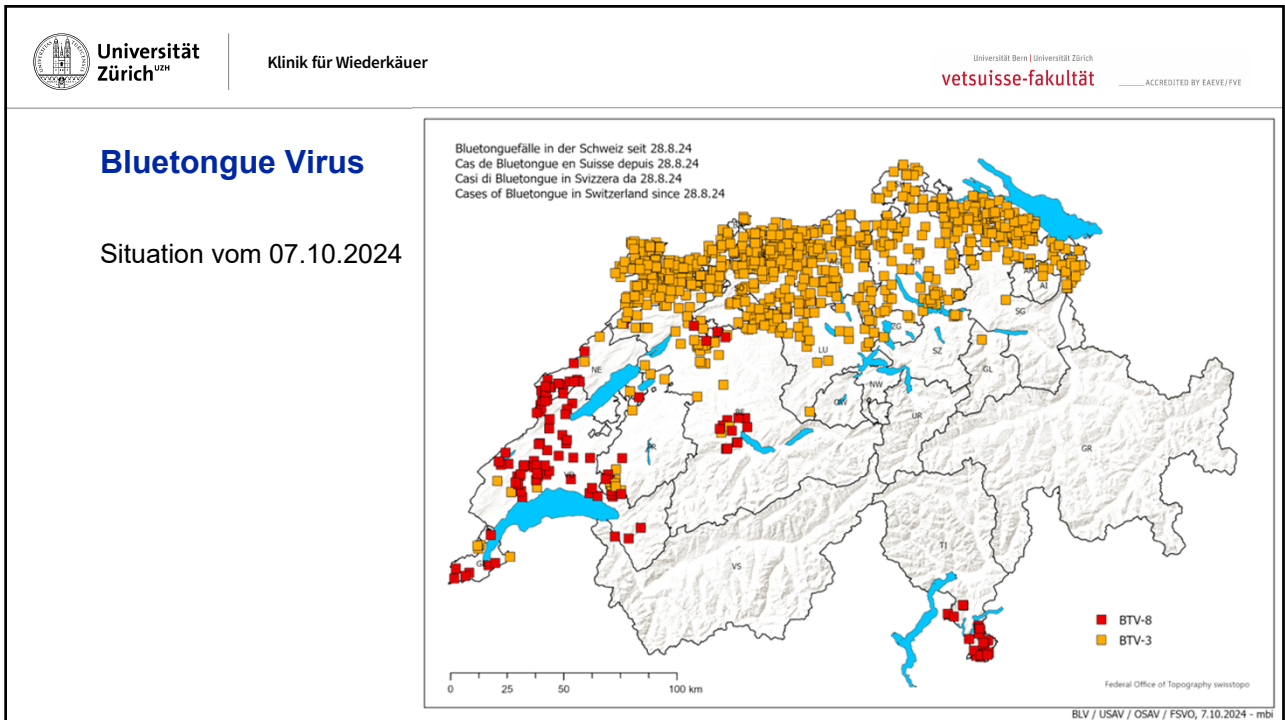 Universität
Zürich UZH
Klinik für Wiederkäuer
Universität Bern | Universität Zürich
vetsuisse-fakultät
ACCREDITED BY EAEVE/FVE
Bluetongue Virus
Situation vom 07.10.2024
Bluetonguefälle in der Schweiz seit 28.8.24
Cas de Bluetongue en Suisse depuis 28.8.24
Casi di Bluetongue in Svizzera da 28.8.24
Cases of Bluetongue in Switzerland since 28.8.24
ZH
SO
AR
AI
SG
ZG
LU
SZ
GL
NE
NW
OW
UR
BE
FR
GR
VD
TI
VS
BTV-8
BTV-3
0 25 50 100 km
Federal Office of Topography swisstopo
BLV / USAV / OSAV / FSVO, 7.10.2024 - mbi